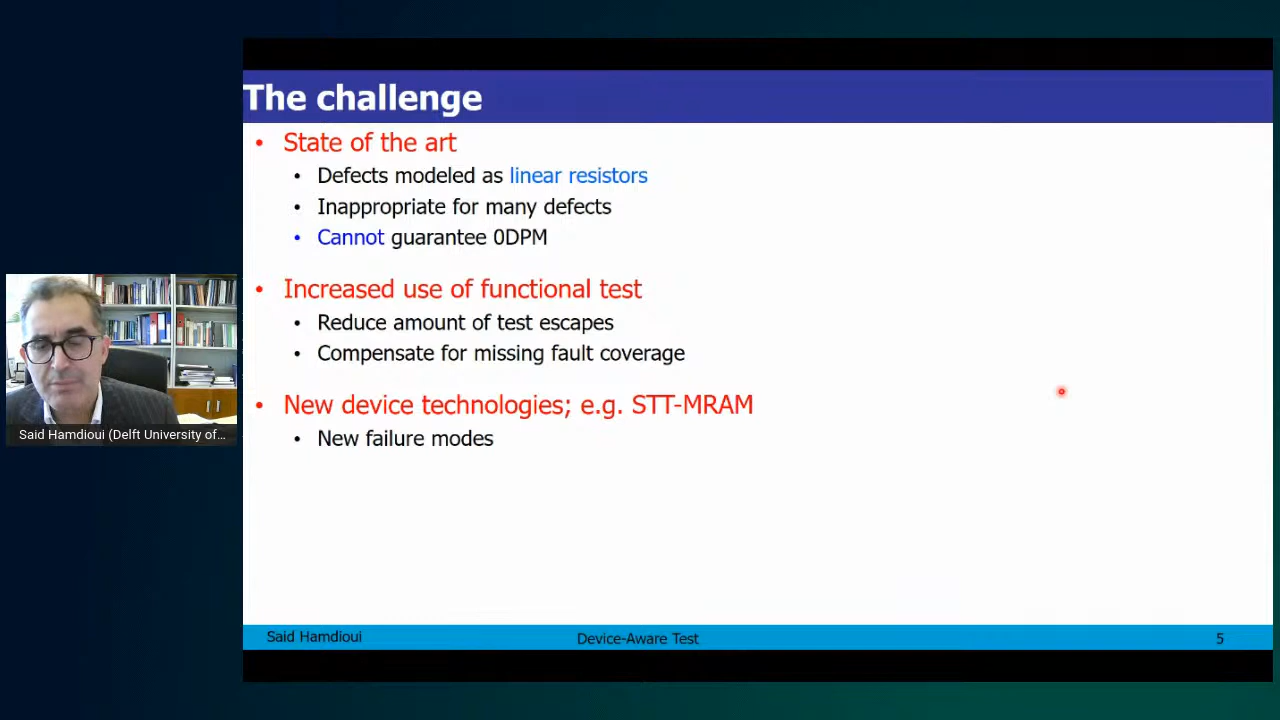 The challenge
• State of the art
• Defects modeled as linear resistors
• Inappropriate for many defects
• Cannot guarantee 0DPM
• Increased use of functional test
• Reduce amount of test escapes
• Compensate for missing fault coverage
• New device technologies; e.g. STT-MRAM
• New failure modes
Said Hamdioui (Delft University of...
Said Hamdioui
Device-Aware Test
5